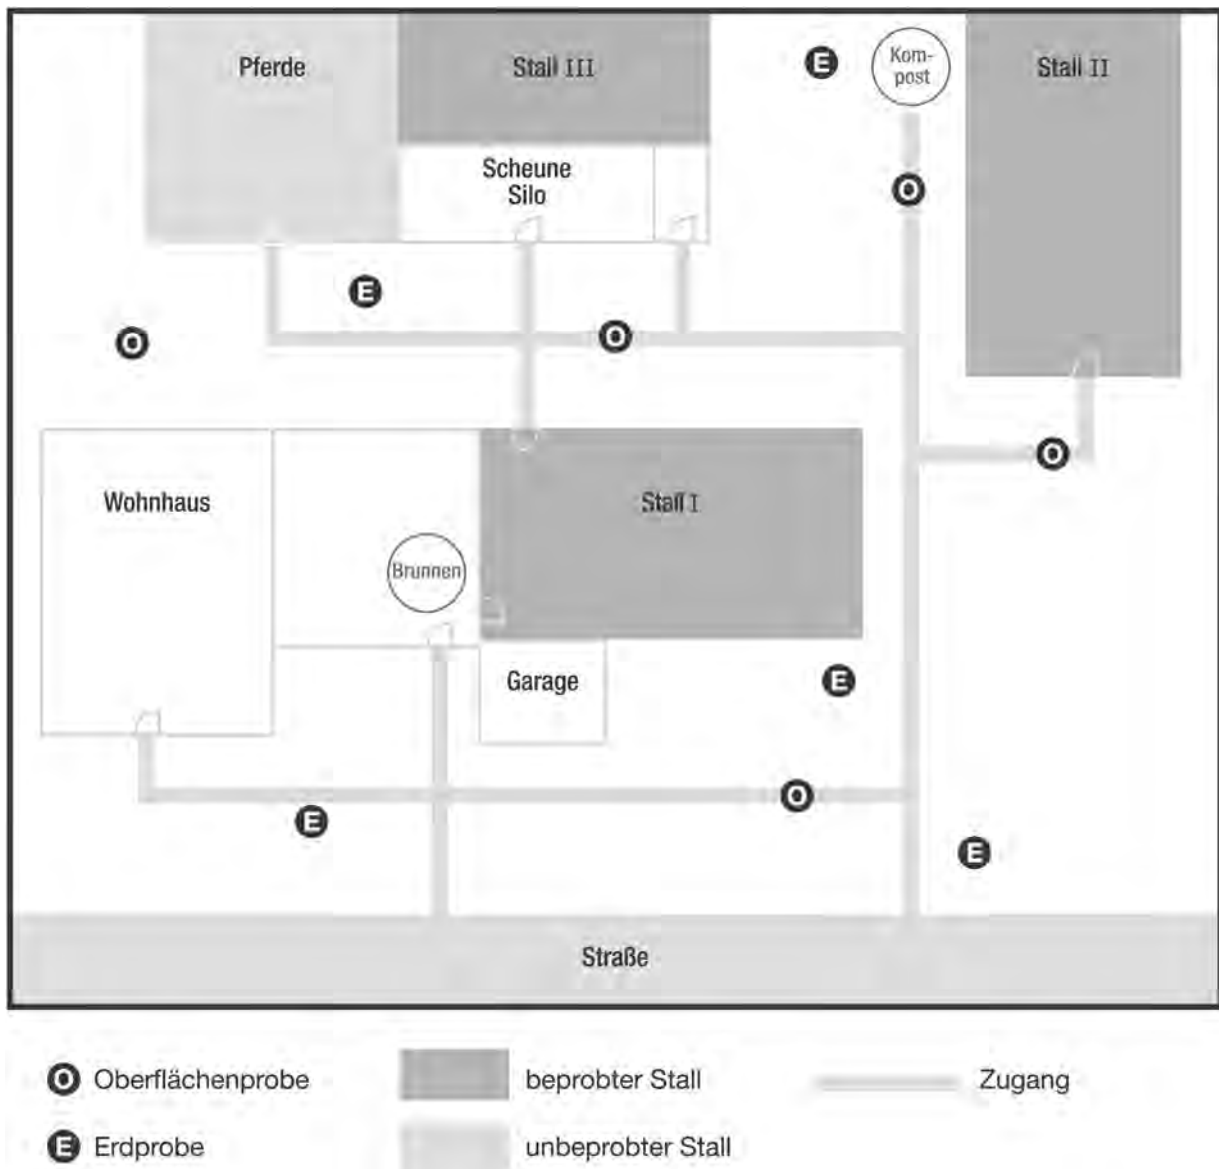 Pferde
Stall III
E
Kom-
post
Stall II
Scheune
Silo
O
E
O
O
O
Wohnhaus
Stall I
Brunnen
Garage
E
O
E
E
Straße
O Oberflächenprobe
beprobter Stall
Zugang
E Erdprobe
unbeprobter Stall